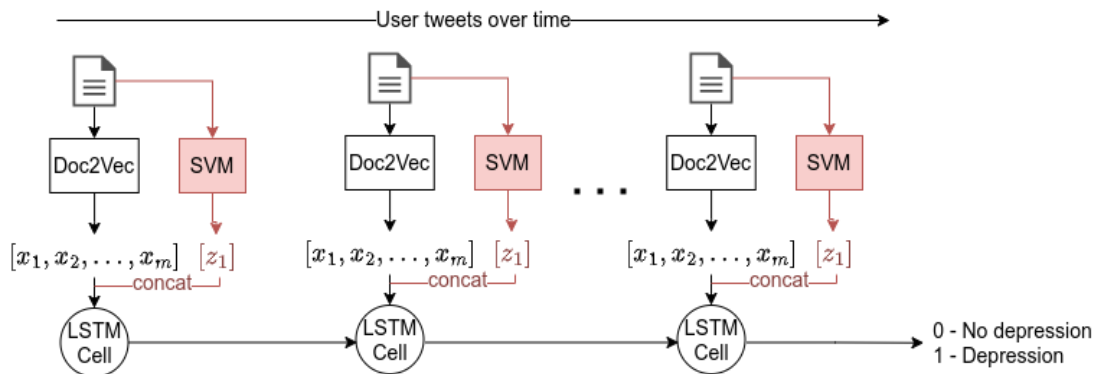 User tweets over time
Doc2Vec SVM Doc2Vec SVM ... Doc2Vec SVM
[x₁, x₂, ..., xₘ] [z₁] [x₁, x₂, ..., xₘ] [z₁] [x₁, x₂, ..., xₘ] [z₁]
concat concat concat
LSTM LSTM LSTM
Cell Cell Cell
0 - No depression
1 - Depression